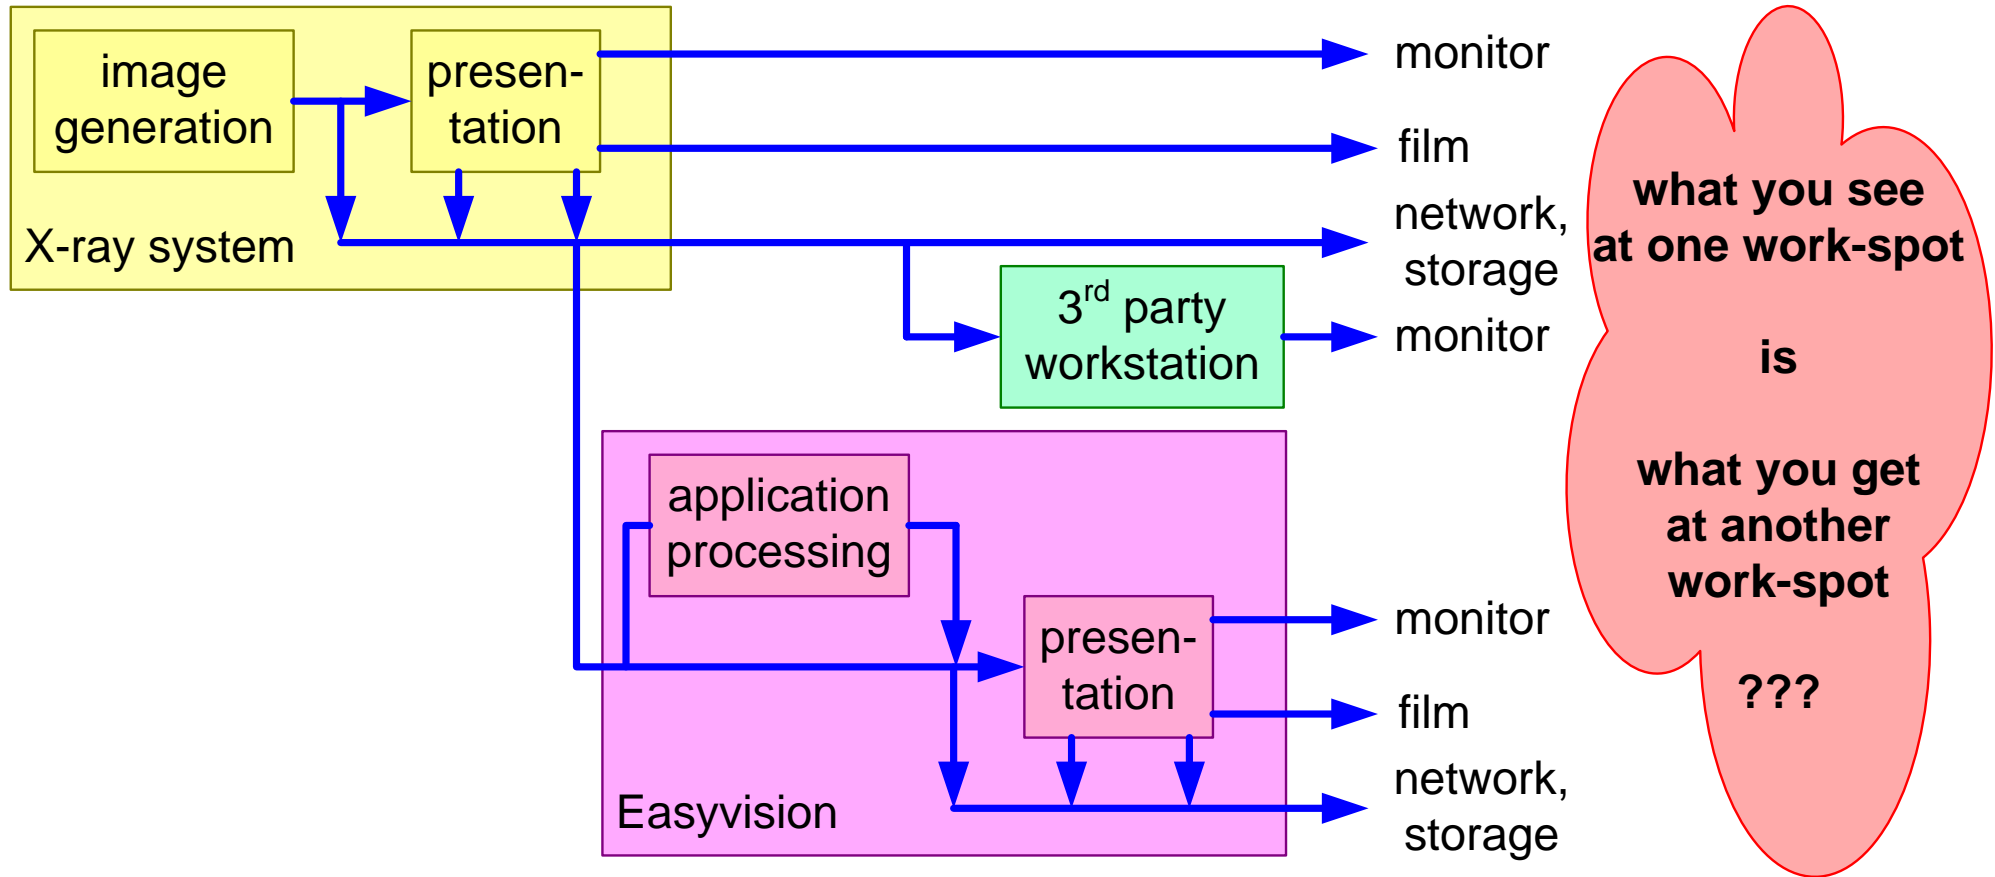 image
generation
presen-
tation
X-ray system
monitor
film
network,
storage
3rd party
workstation
monitor
application
processing
presen-
tation
Easyvision
monitor
film
network,
storage
what you see
at one work-spot
is
what you get
at another
work-spot
???